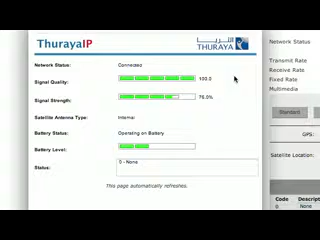 ThurayaIP
الثريا
THURAYA
Network Status: Connected
Signal Quality: 100.0
Signal Strength: 76.0%
Satellite Antenna Type: Internal
Battery Status: Operating on Battery
Battery Level:
Status: 0 - None
This page automatically refreshes.
Network Status
Transmit Rate
Receive Rate
Fixed Rate
Multimedia
Standard
GPS:
Satellite Location:
Code Descript
0 None